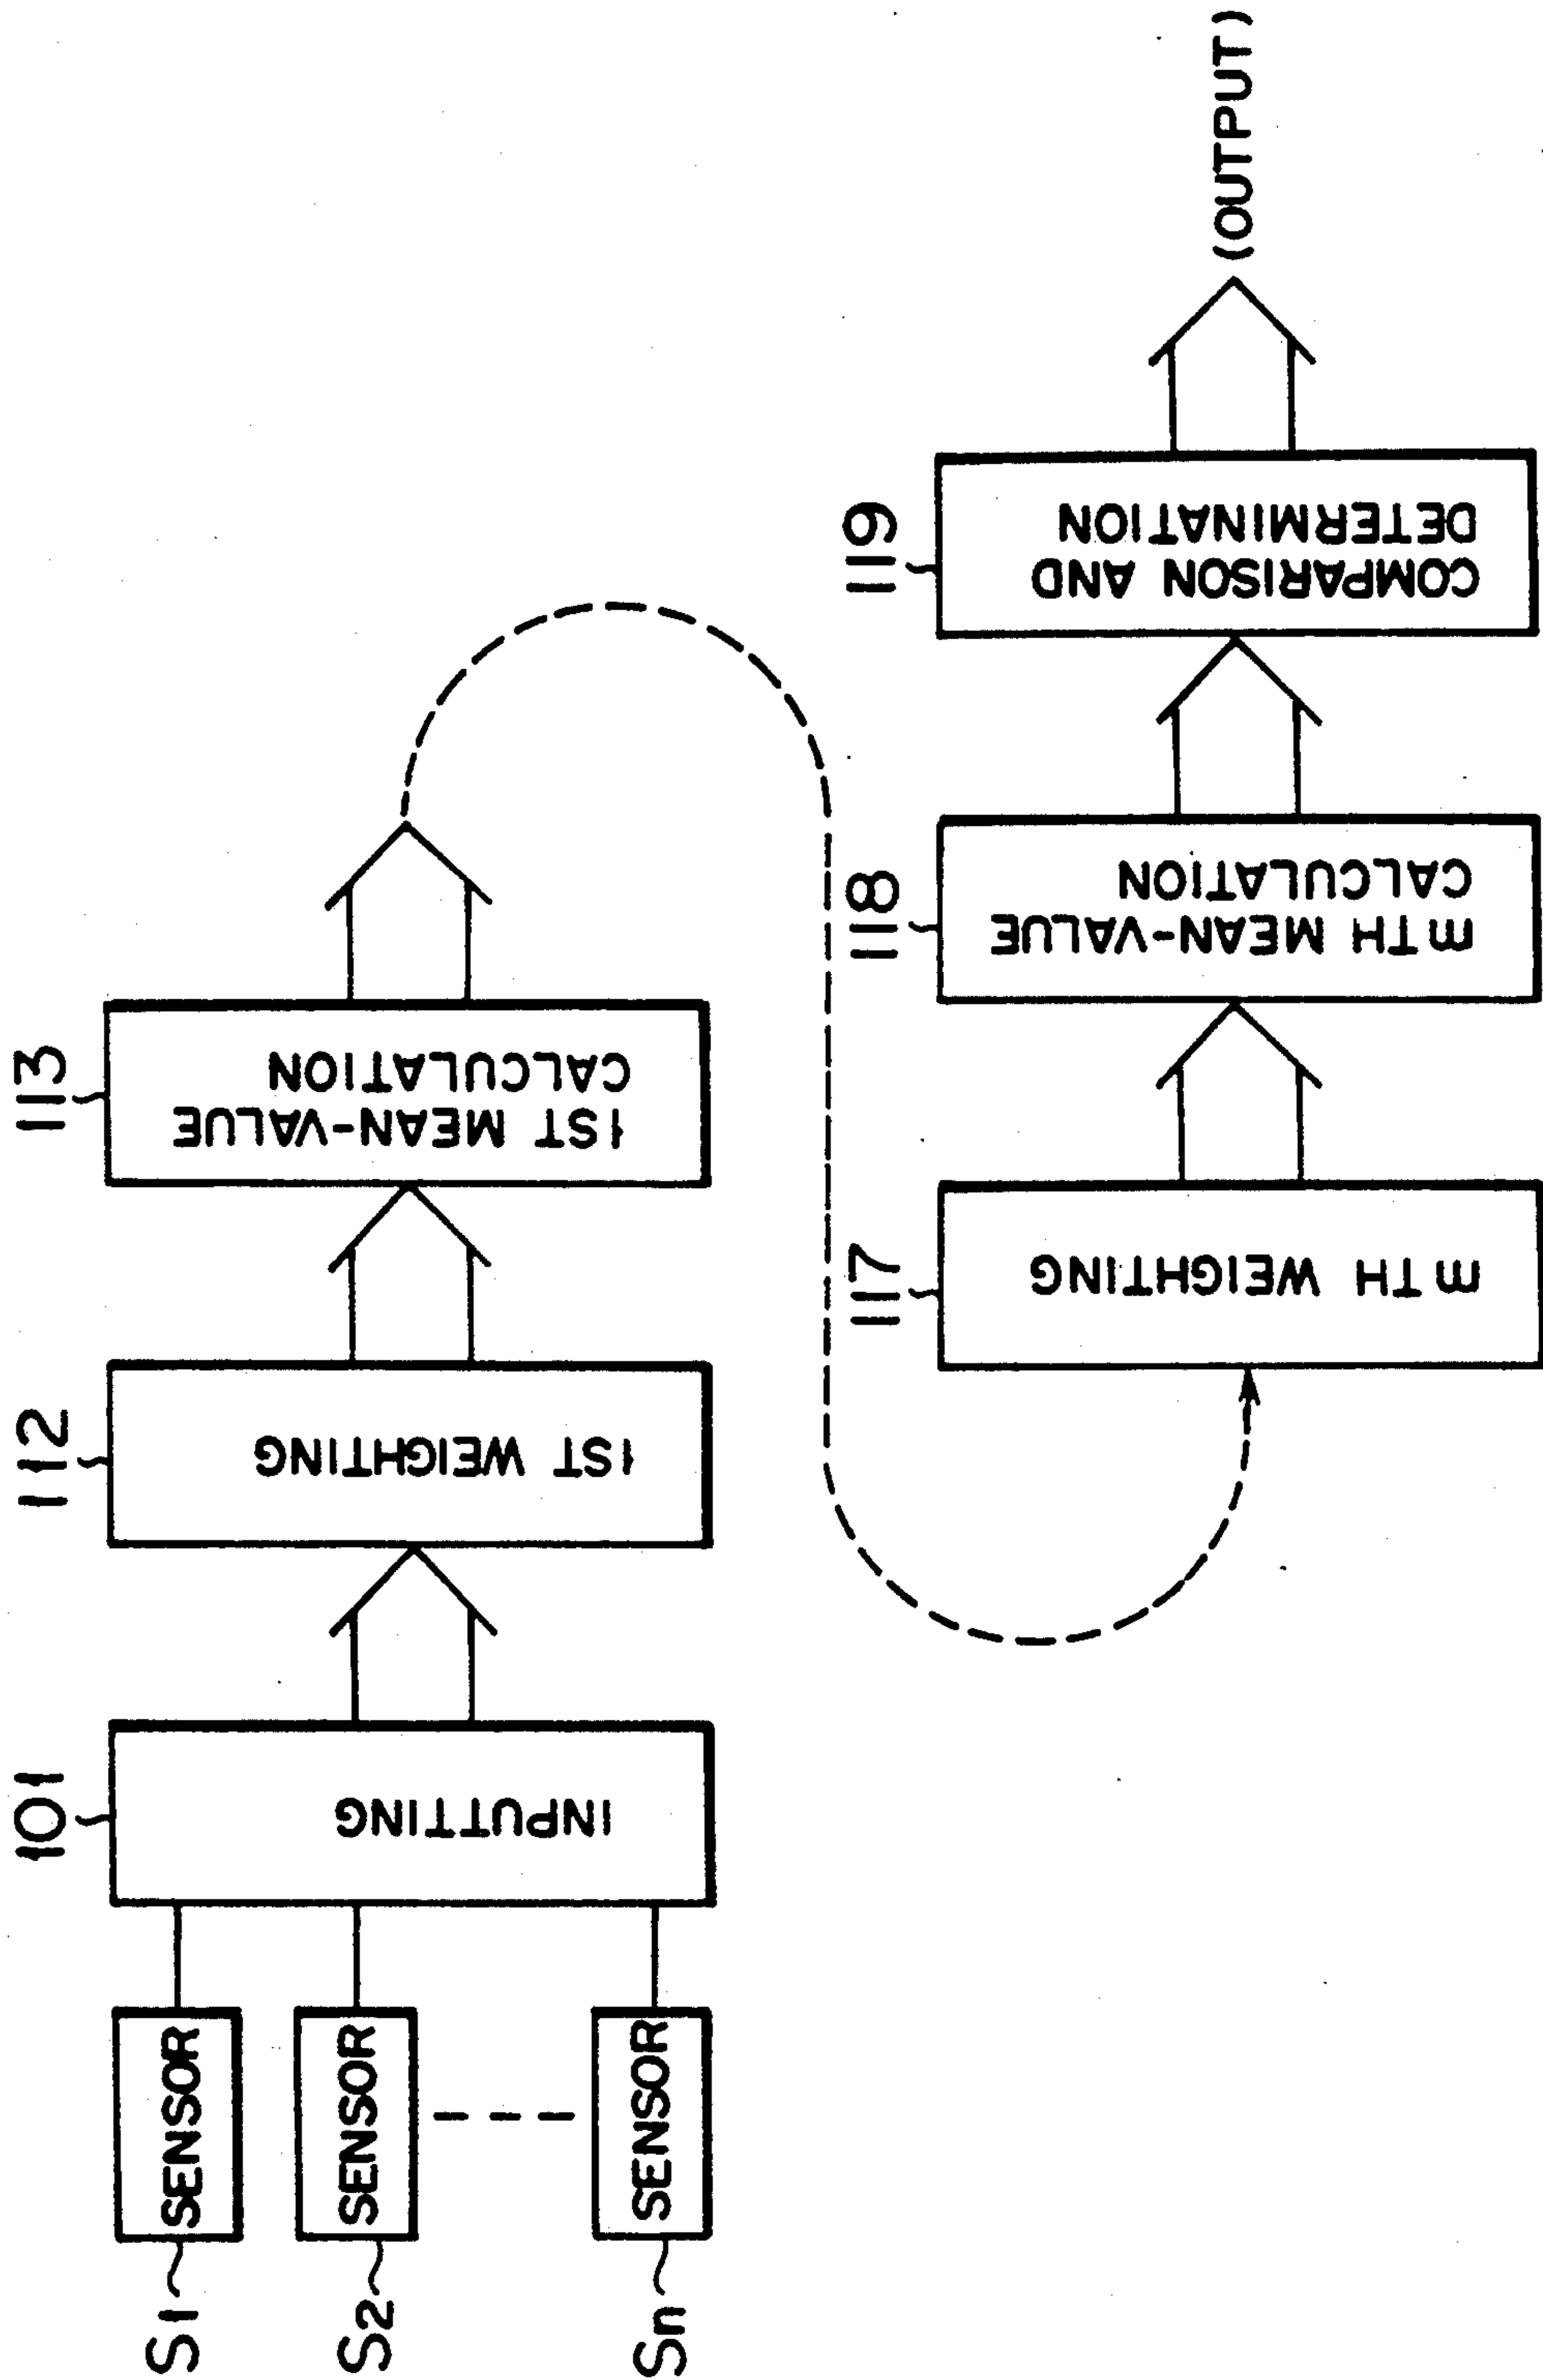 S1
SENSOR
S2
SENSOR
Sn
SENSOR
101
INPUTTING
112
1ST WEIGHTING
113
1ST MEAN-VALUE
CALCULATION
117
mTH WEIGHTING
118
mTH MEAN-VALUE
CALCULATION
119
COMPARISON AND
DETERMINATION
(OUTPUT)